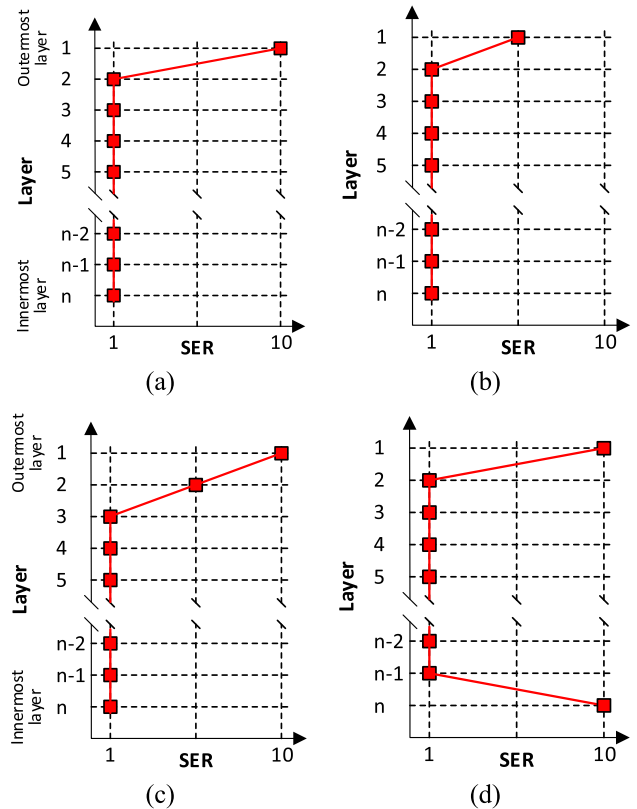 Outermost
layer
1
2
3
4
5
Layer
n-2
n-1
n
Innermost
layer
1
SER
10
(a)
1
2
3
4
5
Layer
n-2
n-1
n
1
SER
10
(b)
Outermost
layer
1
2
3
4
5
Layer
n-2
n-1
n
Innermost
layer
1
SER
10
(c)
1
2
3
4
5
Layer
n-2
n-1
n
1
SER
10
(d)